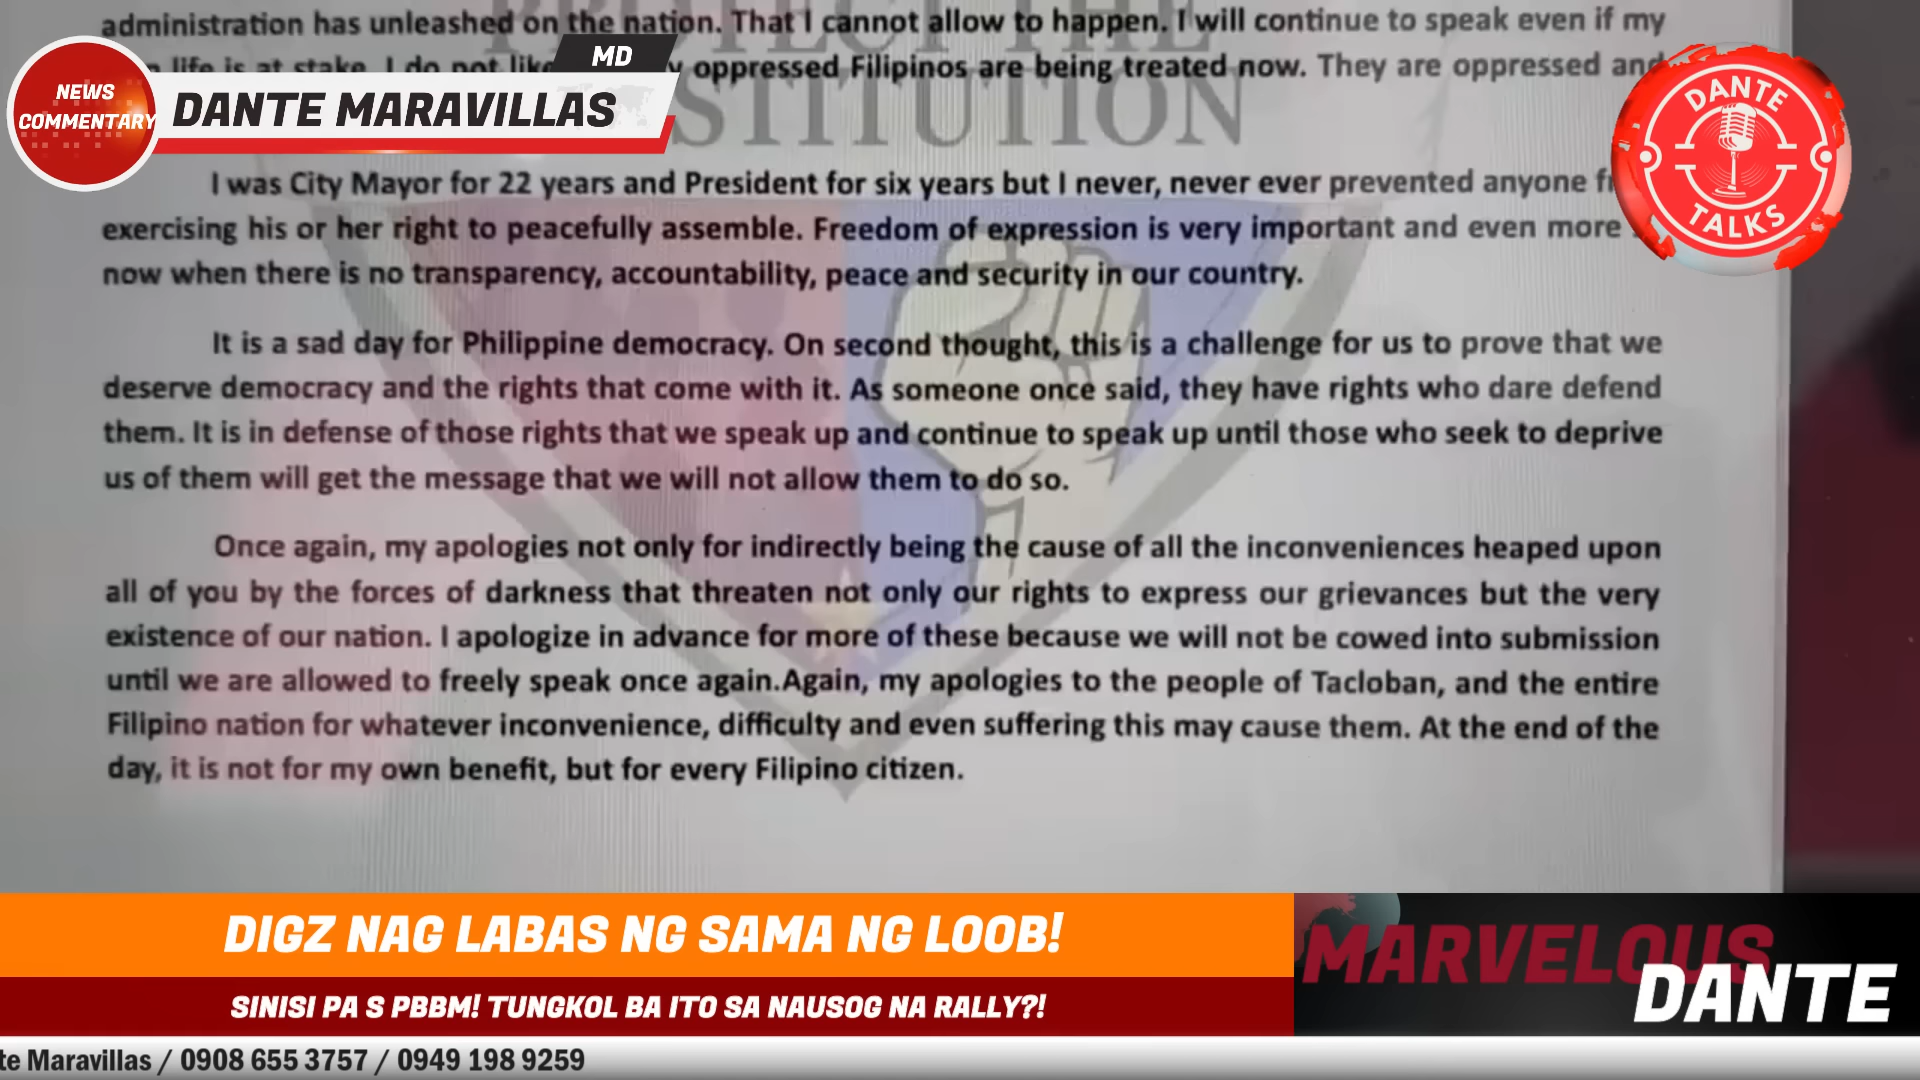 PROTECT THE
administration has unleashed on the nation. That I cannot allow to happen. I will continue to speak even if my
life is at stake. I do not like oppressed Filipinos are being treated now. They are oppressed and
MD
NEWS
COMMENTARY
DANTE MARAVILLAS
DANTE
TALKS
I was City Mayor for 22 years and President for six years but I never, never ever prevented anyone
exercising his or her right to peacefully assemble. Freedom of expression is very important and even more
now when there is no transparency, accountability, peace and security in our country.
It is a sad day for Philippine democracy. On second thought, this is a challenge for us to prove that we
deserve democracy and the rights that come with it. As someone once said, they have rights who dare defend
them. It is in defense of those rights that we speak up and continue to speak up until those who seek to deprive
us of them will get the message that we will not allow them to do so.
Once again, my apologies not only for indirectly being the cause of all the inconveniences heaped upon
all of you by the forces of darkness that threaten not only our rights to express our grievances but the very
existence of our nation. I apologize in advance for more of these because we will not be cowed into submission
until we are allowed to freely speak once again.Again, my apologies to the people of Tacloban, and the entire
Filipino nation for whatever inconvenience, difficulty and even suffering this may cause them. At the end of the
day, it is not for my own benefit, but for every Filipino citizen.
DIGZ NAG LABAS NG SAMA NG LOOB!
SINISI PA S PBBM! TUNGKOL BA ITO SA NAUSOG NA RALLY?!
MARVELOUS
DANTE
te Maravillas / 0908 655 3757 / 0949 198 9259